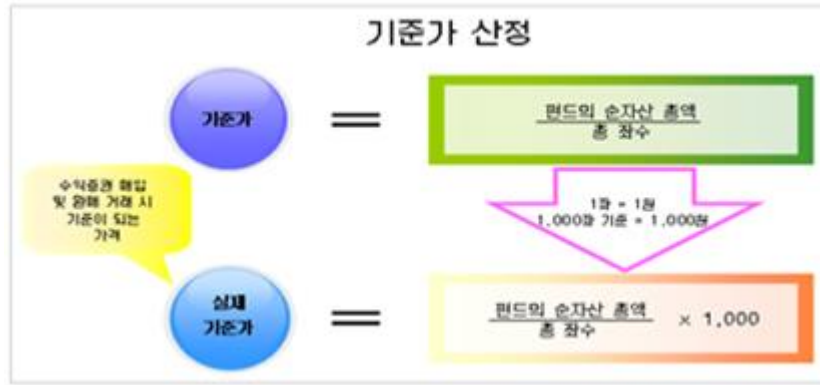 기준가 산정
기준가
=
펀드의 순자산 총액
총 좌수
수익증권 매입
및 환매 거래 시
기준이 되는
가격
1좌 = 1원
1,000좌 기준 = 1,000원
실제
기준가
=
펀드의 순자산 총액
총 좌수
× 1,000